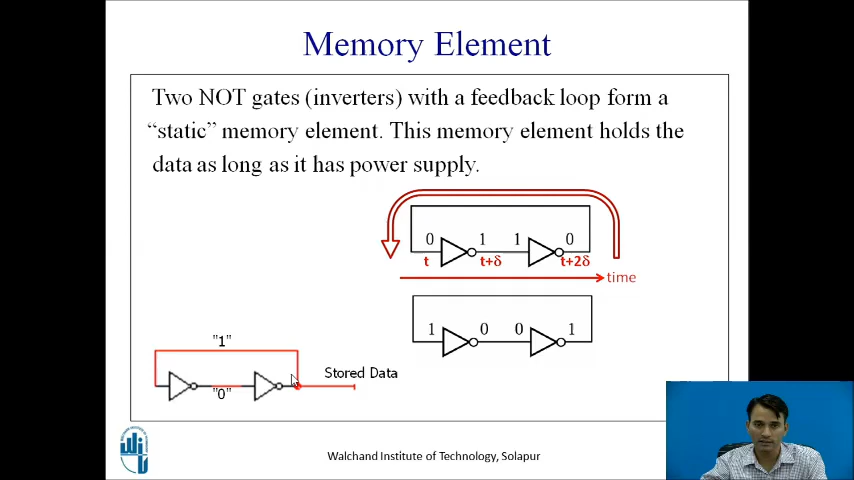 Memory Element
Two NOT gates (inverters) with a feedback loop form a
“static” memory element. This memory element holds the
data as long as it has power supply.
0 1 1 0
t t+δ t+2δ
time
1 0 0 1
"1"
Stored Data
"0"
Walchand Institute of Technology, Solapur